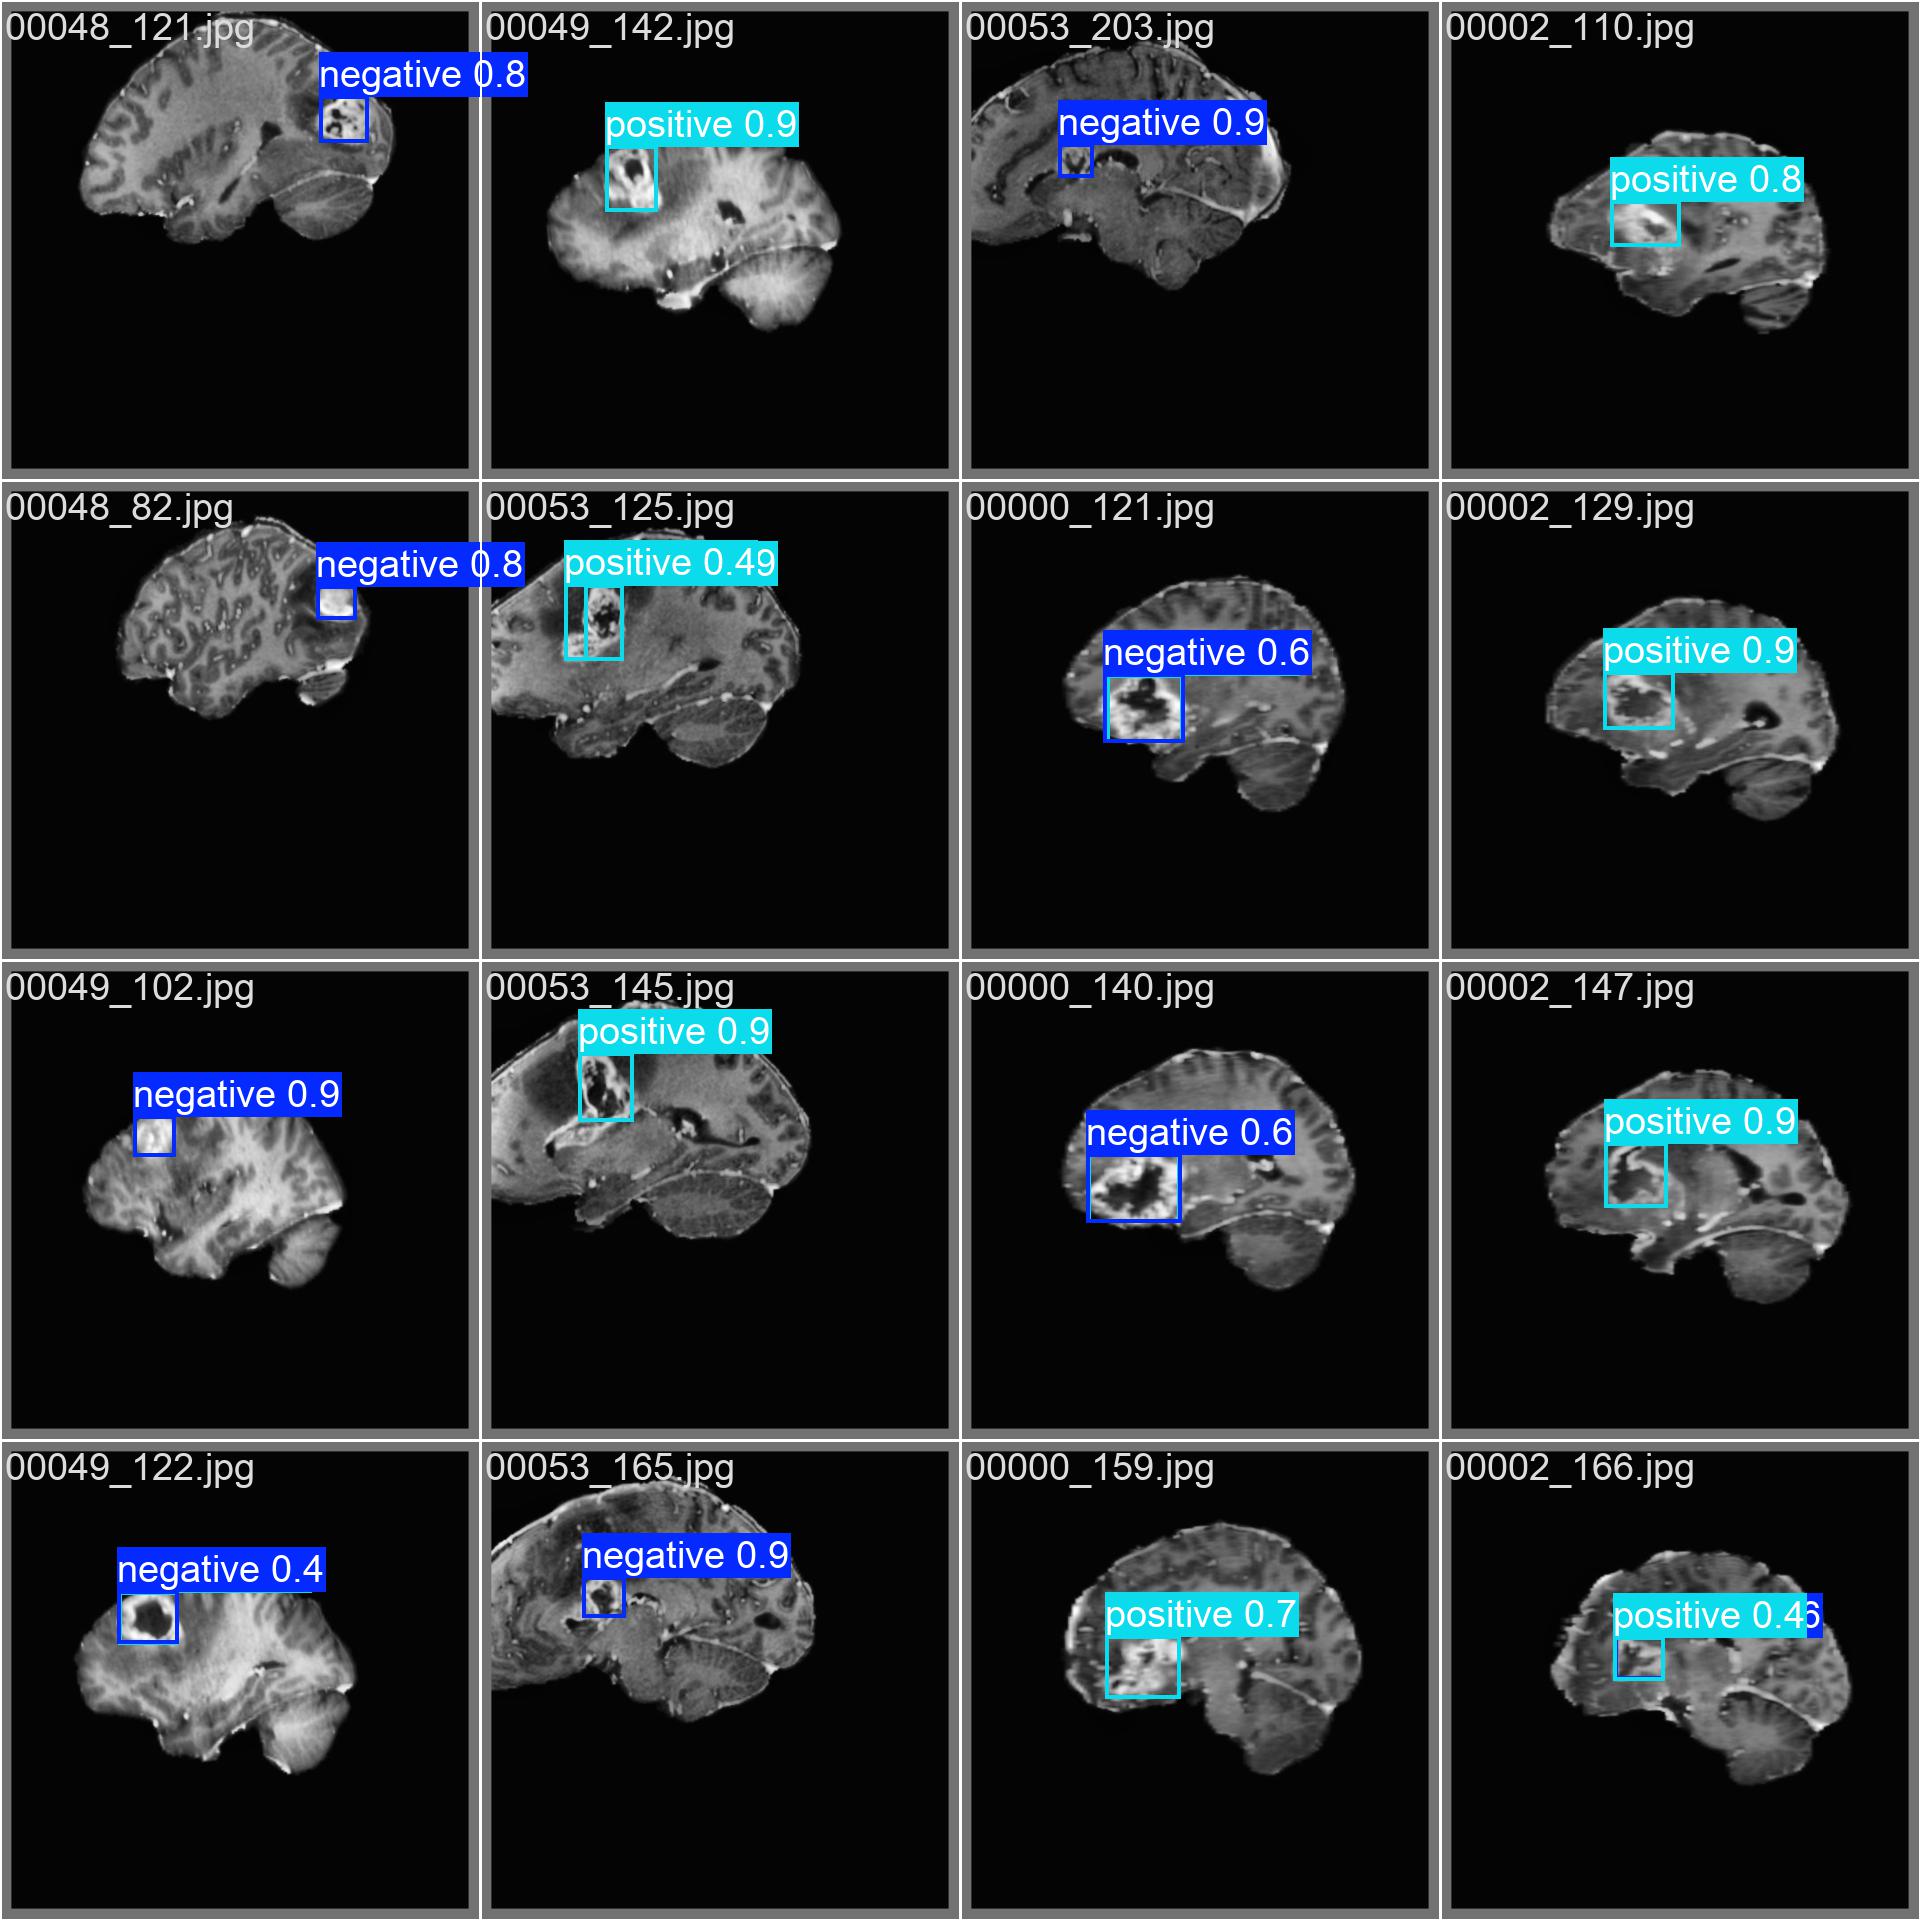 00048_121.jpg
negative 0.8
00049_142.jpg
positive 0.9
00053_203.jpg
negative 0.9
00002_110.jpg
positive 0.8
00048_82.jpg
negative 0.8
00053_125.jpg
positive 0.49
00000_121.jpg
negative 0.6
00002_129.jpg
positive 0.9
00049_102.jpg
negative 0.9
00053_145.jpg
positive 0.9
00000_140.jpg
negative 0.6
00002_147.jpg
positive 0.9
00049_122.jpg
negative 0.4
00053_165.jpg
negative 0.9
00000_159.jpg
positive 0.7
00002_166.jpg
positive 0.46